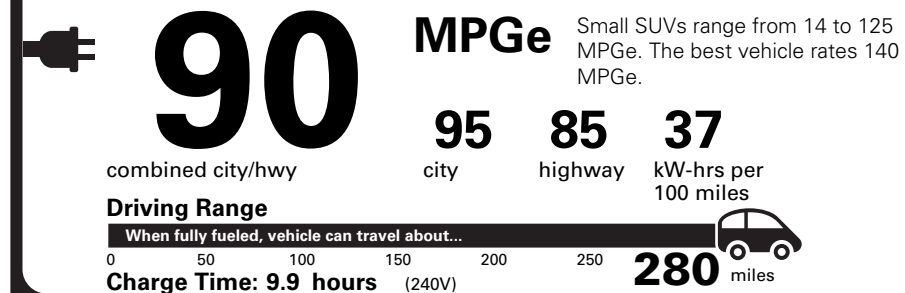 90
MPGe
Small SUVs range from 14 to 125
MPGe. The best vehicle rates 140
MPGe.
combined city/hwy
95
city
85
highway
37
kW-hrs per
100 miles
Driving Range
When fully fueled, vehicle can travel about...
0 50 100 150 200 250 280 miles
Charge Time: 9.9 hours (240V)